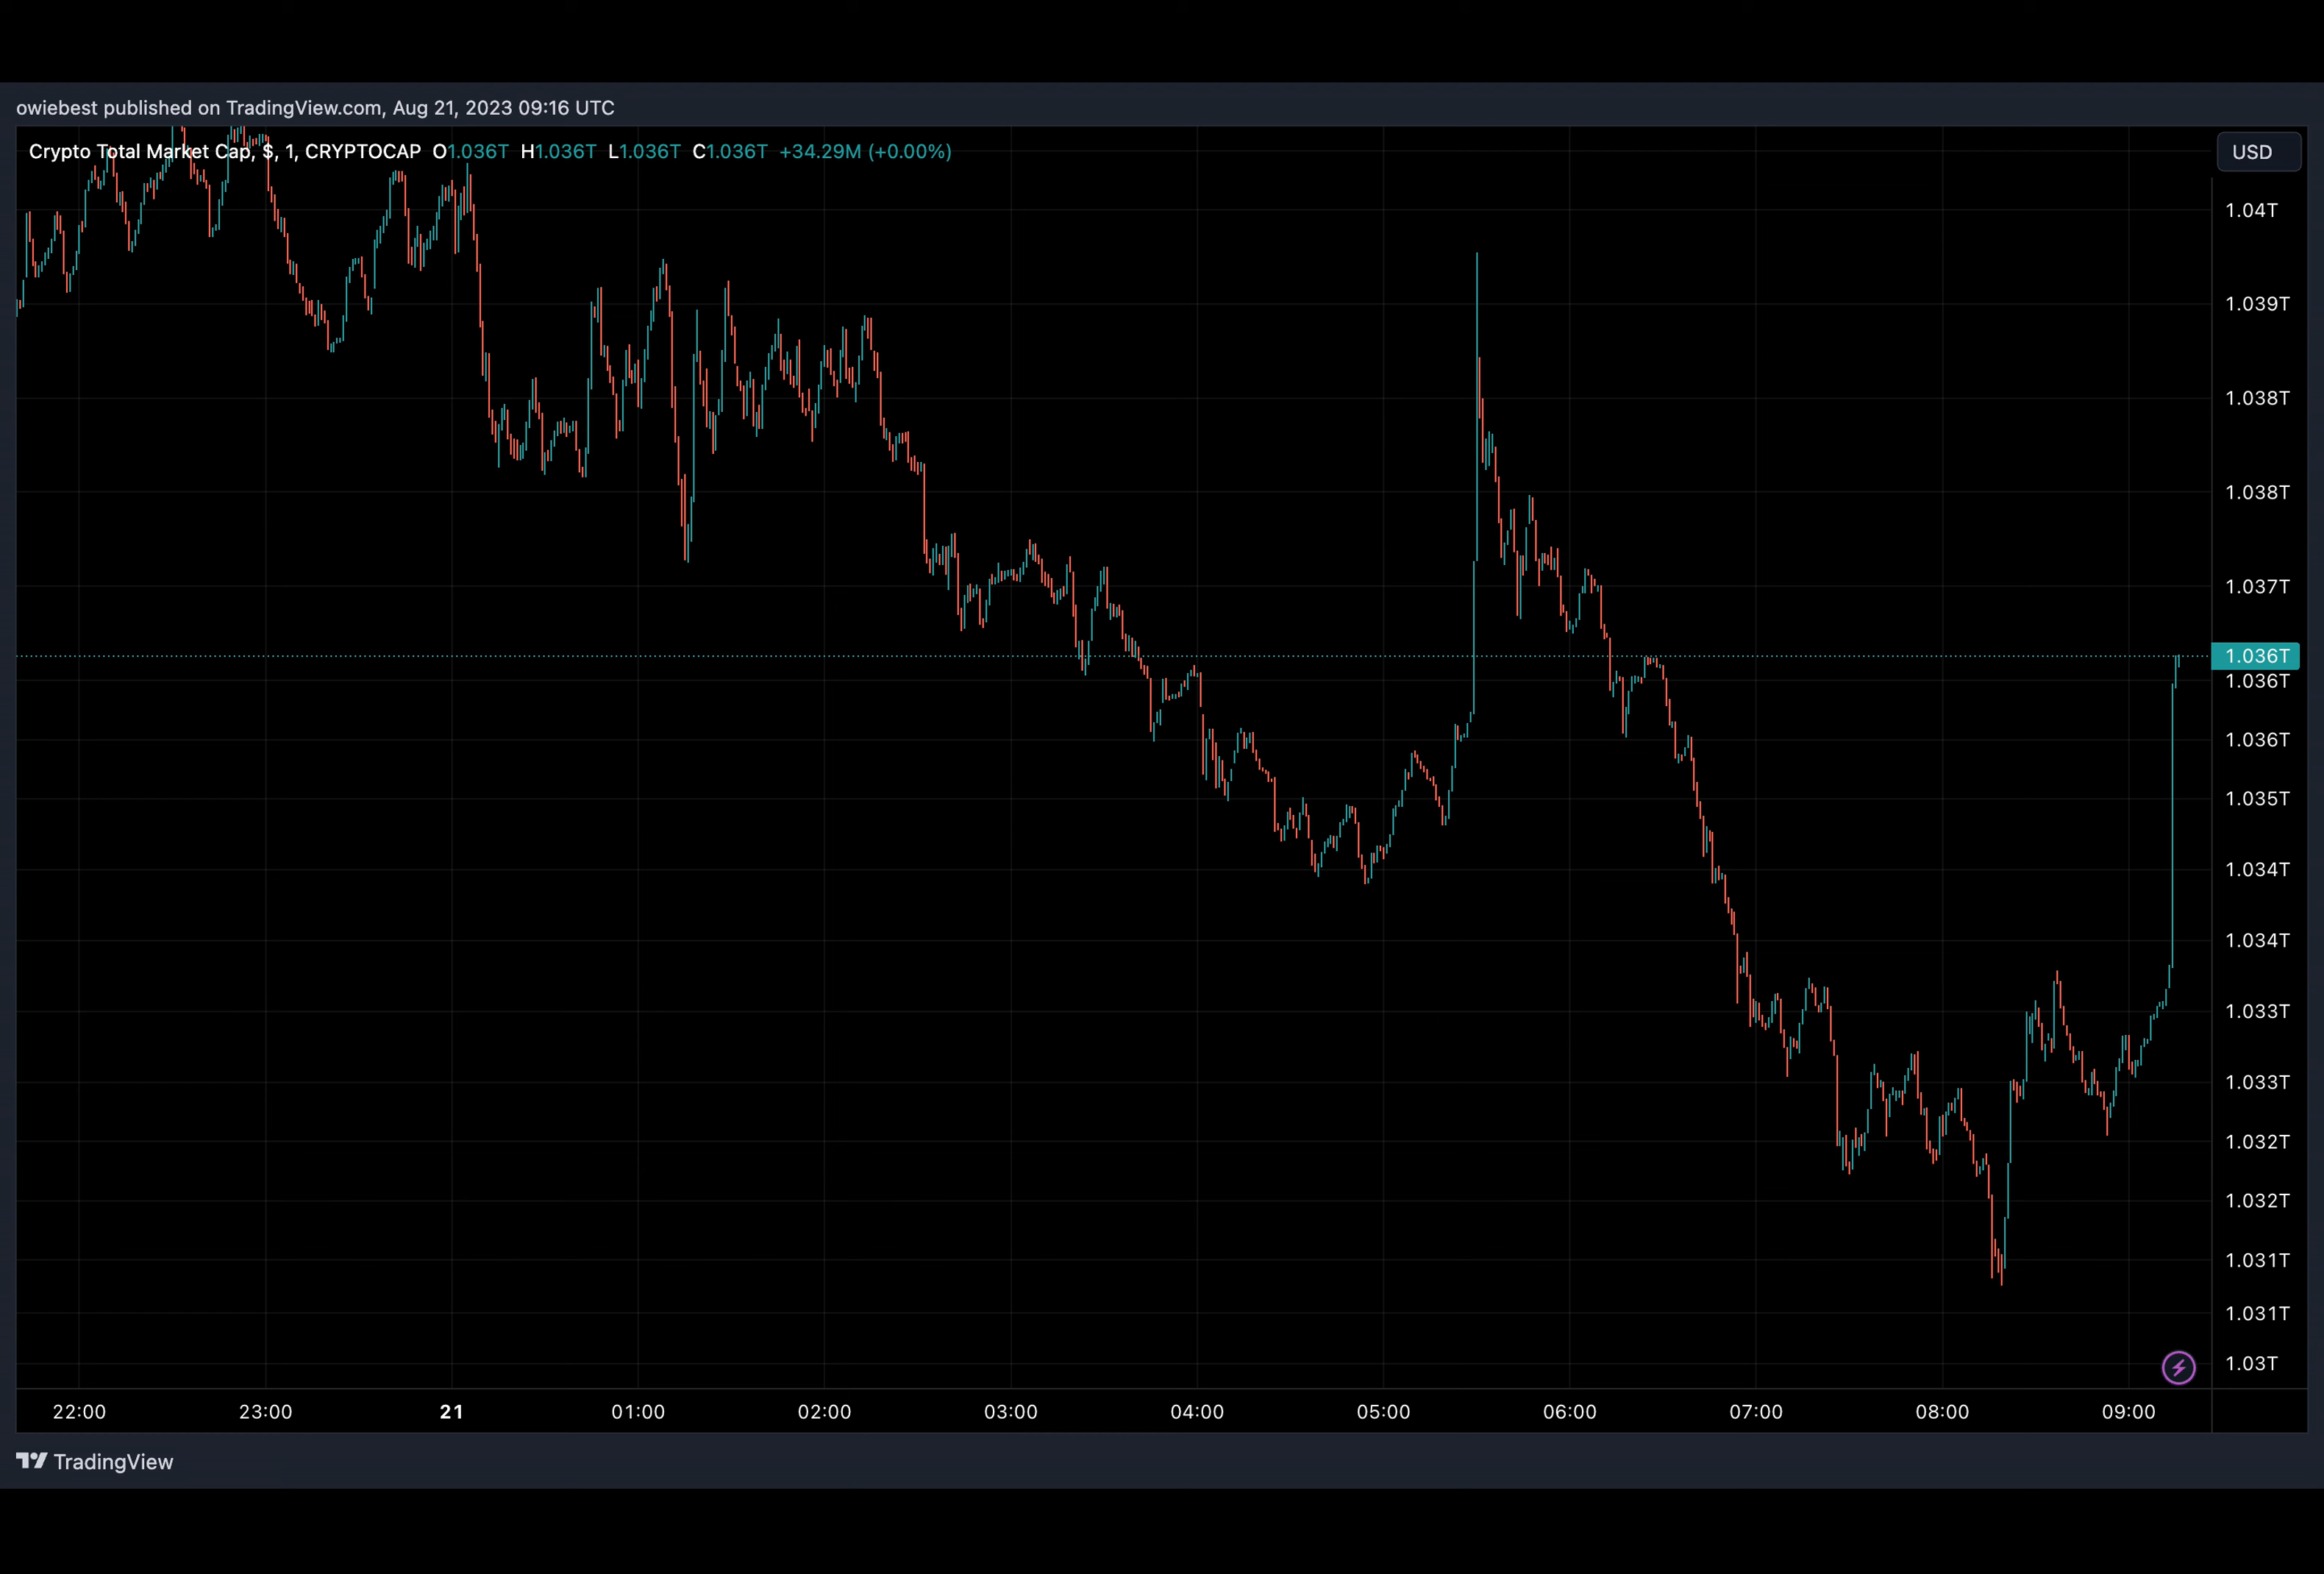 owiebest published on TradingView.com, Aug 21, 2023 09:16 UTC
Crypto Total Market Cap, $, 1, CRYPTOCAP O1.036T H1.036T L1.036T C1.036T +34.29M (+0.00%)
USD
1.04T
1.039T
1.038T
1.038T
1.037T
1.036T
1.036T
1.036T
1.035T
1.034T
1.034T
1.033T
1.033T
1.032T
1.032T
1.031T
1.031T
1.03T
22:00 23:00 21 01:00 02:00 03:00 04:00 05:00 06:00 07:00 08:00 09:00
TradingView